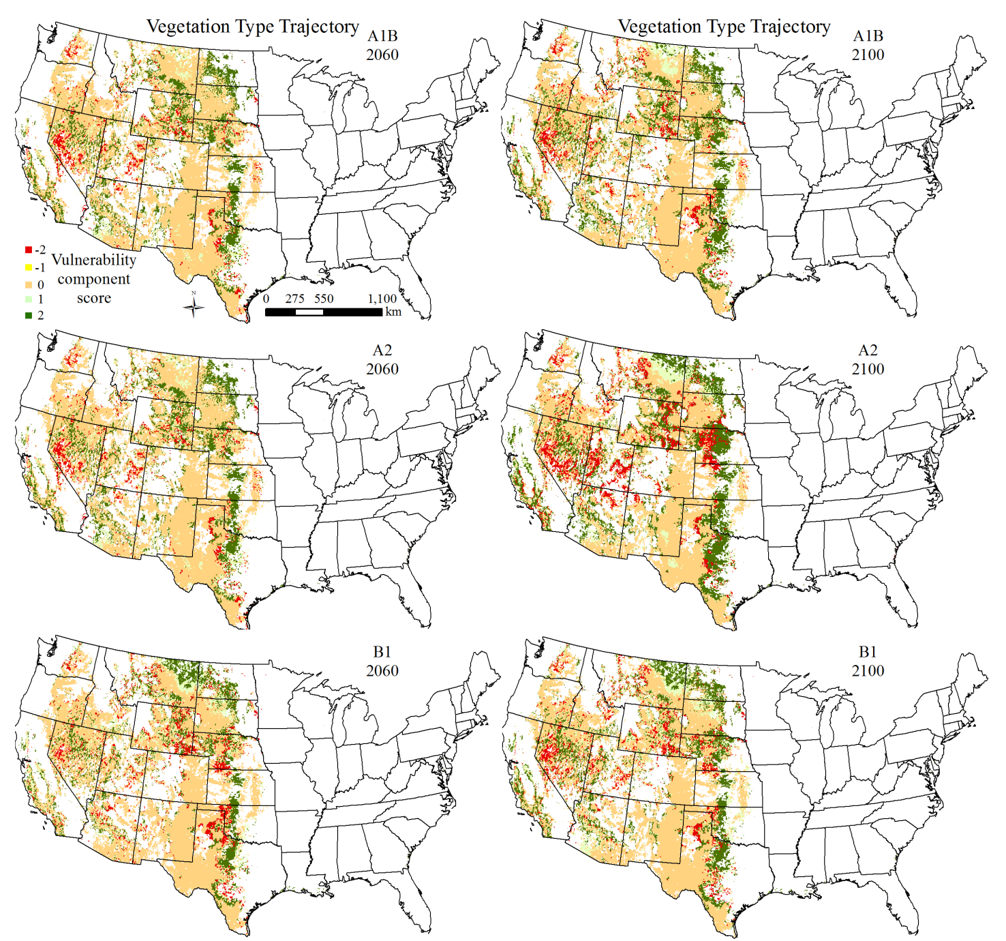 Vegetation Type Trajectory
A1B
2060
Vegetation Type Trajectory
A1B
2100
-2
-1
0
1
2
Vulnerability
component
score
N
0 275 550 1,100
km
A2
2060
A2
2100
B1
2060
B1
2100